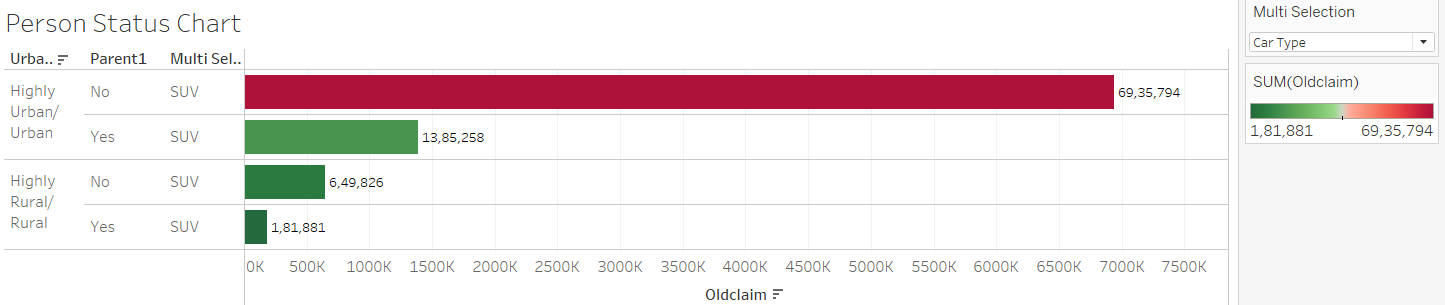 Person Status Chart
Urba.. Parent1 Multi Sel..
Highly
Urban/
Urban
No SUV 69,35,794
Yes SUV 13,85,258
Highly
Rural/
Rural
No SUV 6,49,826
Yes SUV 1,81,881
0K 500K 1000K 1500K 2000K 2500K 3000K 3500K 4000K 4500K 5000K 5500K 6000K 6500K 7000K 7500K
Oldclaim
Multi Selection
Car Type
SUM(Oldclaim)
1,81,881 69,35,794